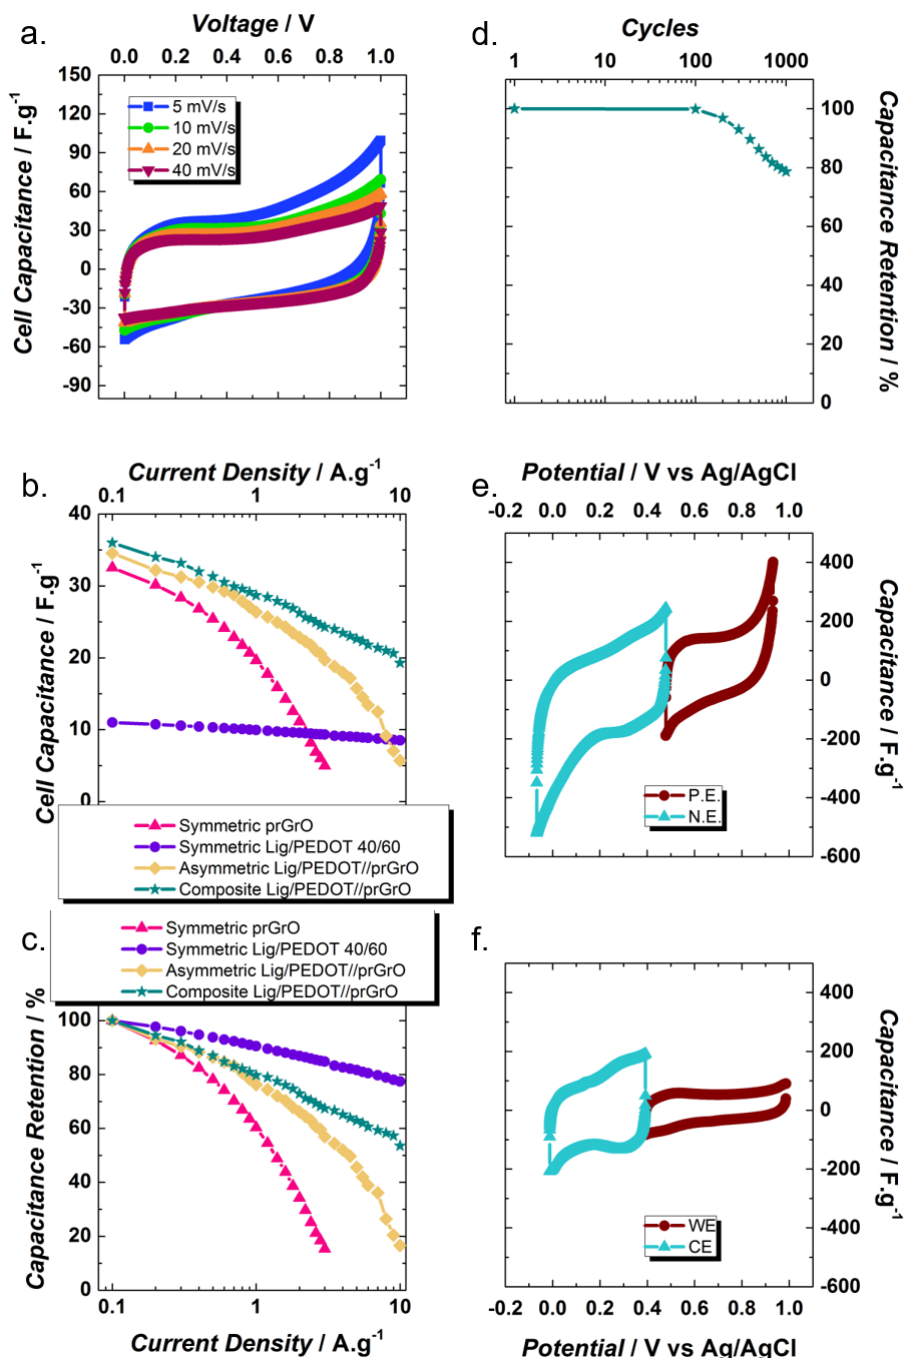 a.
Voltage / V
0.0 0.2 0.4 0.6 0.8 1.0
Cell Capacitance / F.g-1
150
120
90
60
30
0
-30
-60
-90
5 mV/s
10 mV/s
20 mV/s
40 mV/s
d.
Cycles
1 10 100 1000
100
80
60
40
20
0
Capacitance Retention / %
b.
Current Density / A.g-1
0.1 1 10
Cell Capacitance / F.g-1
40
30
20
10
0
Symmetric prGrO
Symmetric Lig/PEDOT 40/60
Asymmetric Lig/PEDOT//prGrO
Composite Lig/PEDOT//prGrO
c.
Symmetric prGrO
Symmetric Lig/PEDOT 40/60
Asymmetric Lig/PEDOT//prGrO
Composite Lig/PEDOT//prGrO
Capacitance Retention / %
100
80
60
40
20
0
0.1 1 10
Current Density / A.g-1
e.
Potential / V vs Ag/AgCl
-0.2 0.0 0.2 0.4 0.6 0.8 1.0
400
200
0
-200
-400
-600
Capacitance / F.g-1
P.E.
N.E.
f.
400
200
0
-200
-400
-600
Capacitance / F.g-1
WE
CE
-0.2 0.0 0.2 0.4 0.6 0.8 1.0
Potential / V vs Ag/AgCl